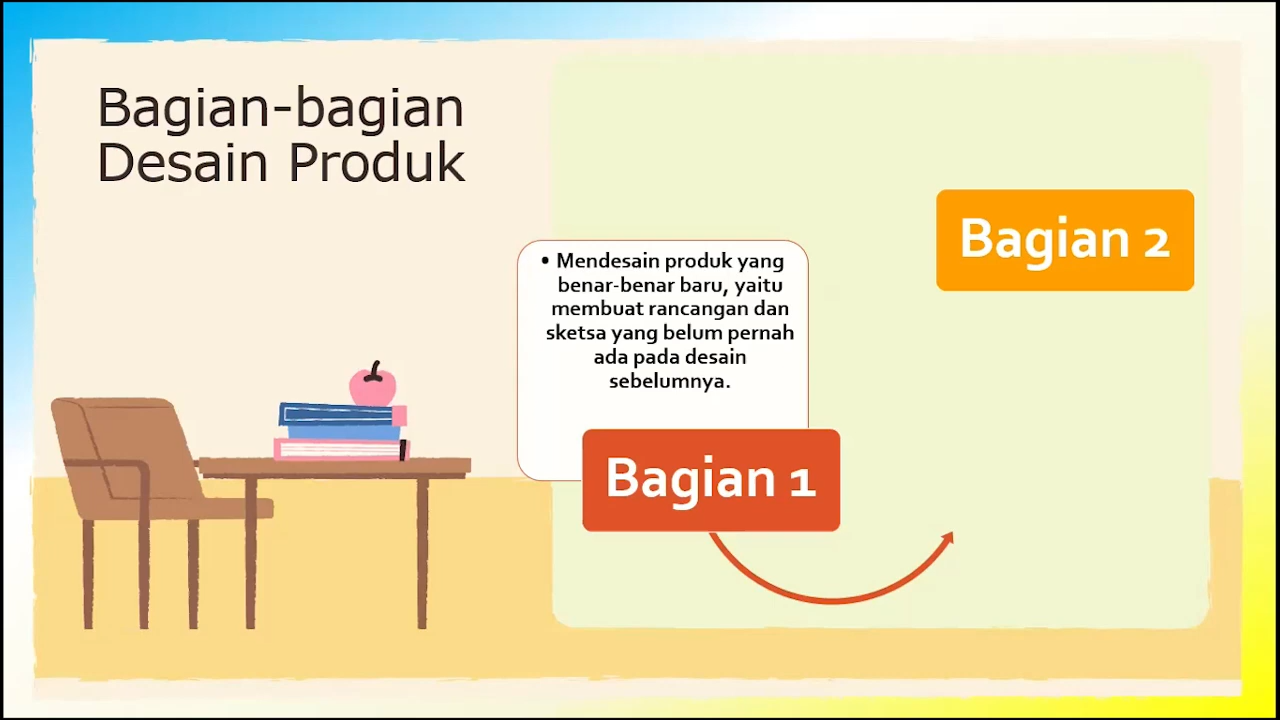 Bagian-bagian
Desain Produk
• Mendesain produk yang
benar-benar baru, yaitu
membuat rancangan dan
sketsa yang belum pernah
ada pada desain
sebelumnya.
Bagian 1
Bagian 2